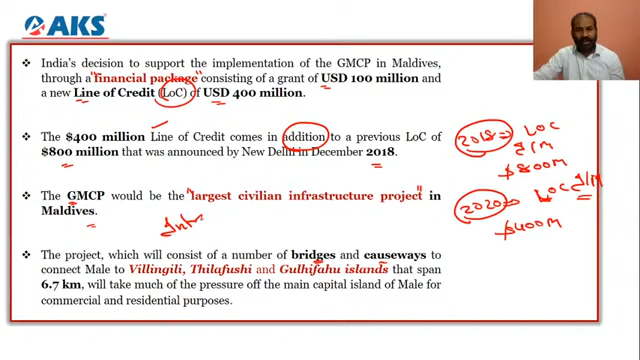 AKS
❖ India's decision to support the implementation of the GMCP in Maldives,
through a "financial package" consisting of a grant of USD 100 million and
a new Line of Credit (LoC) of USD 400 million.
❖ The $400 million Line of Credit comes in addition to a previous LoC of
$800 million that was announced by New Delhi in December 2018.
❖ The GMCP would be the "largest civilian infrastructure project" in
Maldives.
❖ The project, which will consist of a number of bridges and causeways to
connect Male to Villingili, Thilafushi and Gulhifahu islands that span
6.7 km, will take much of the pressure off the main capital island of Male for
commercial and residential purposes.
2018 LoC
$800M
2020 LoC
$400M